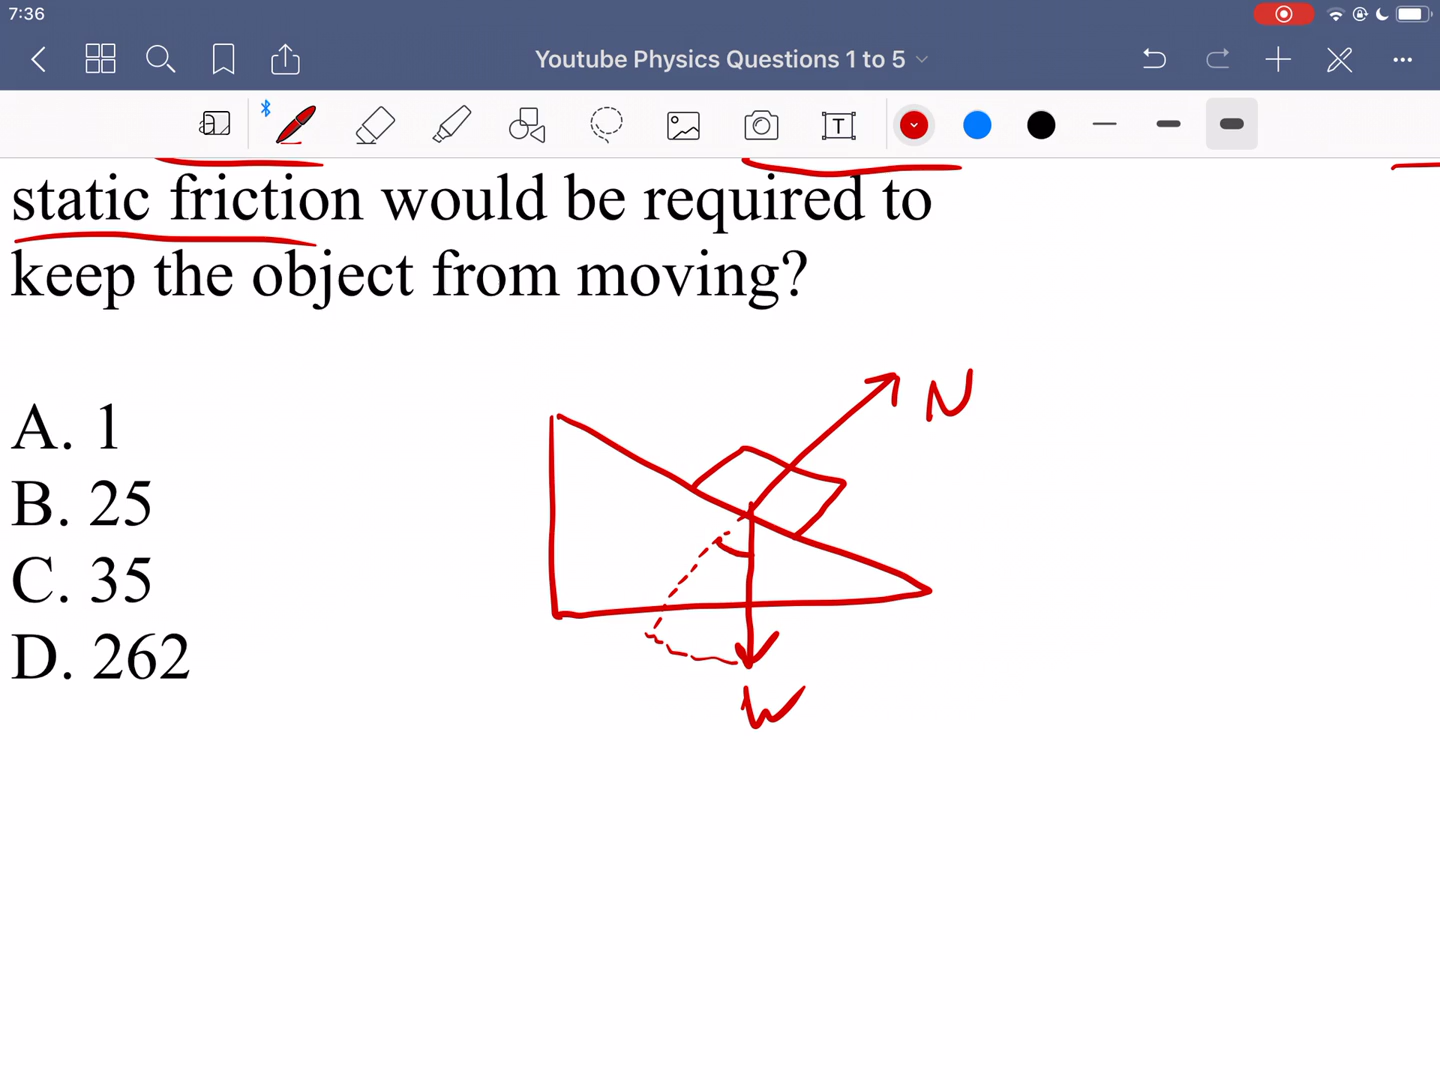 7:36
Youtube Physics Questions 1 to 5
T
static friction would be required to
keep the object from moving?
A. 1
B. 25
C. 35
D. 262
N
W